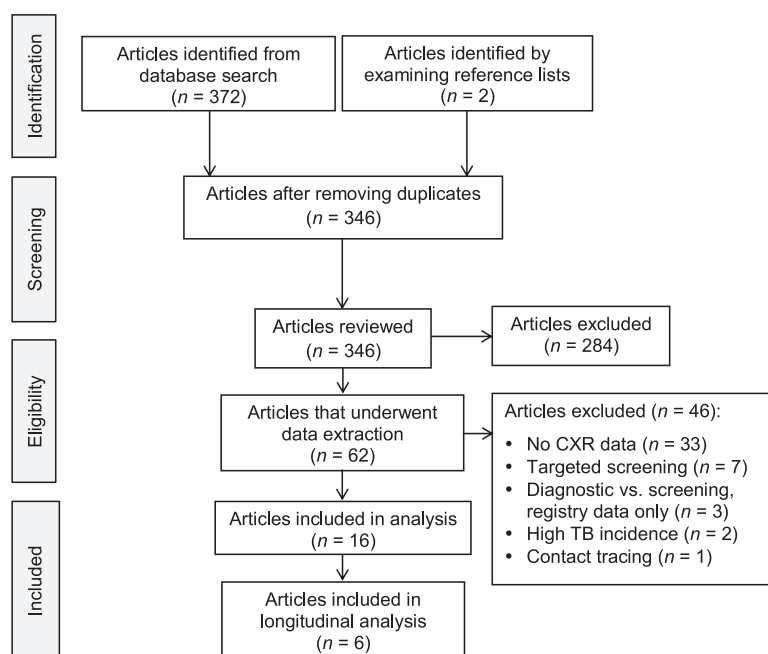 Identification
Articles identified from
database search
(n = 372)
Articles identified by
examining reference lists
(n = 2)
Screening
Articles after removing duplicates
(n = 346)
Articles reviewed
(n = 346)
Articles excluded
(n = 284)
Eligibility
Articles that underwent
data extraction
(n = 62)
Articles excluded (n = 46):
• No CXR data (n = 33)
• Targeted screening (n = 7)
• Diagnostic vs. screening,
registry data only (n = 3)
• High TB incidence (n = 2)
• Contact tracing (n = 1)
Included
Articles included in analysis
(n = 16)
Articles included in
longitudinal analysis
(n = 6)